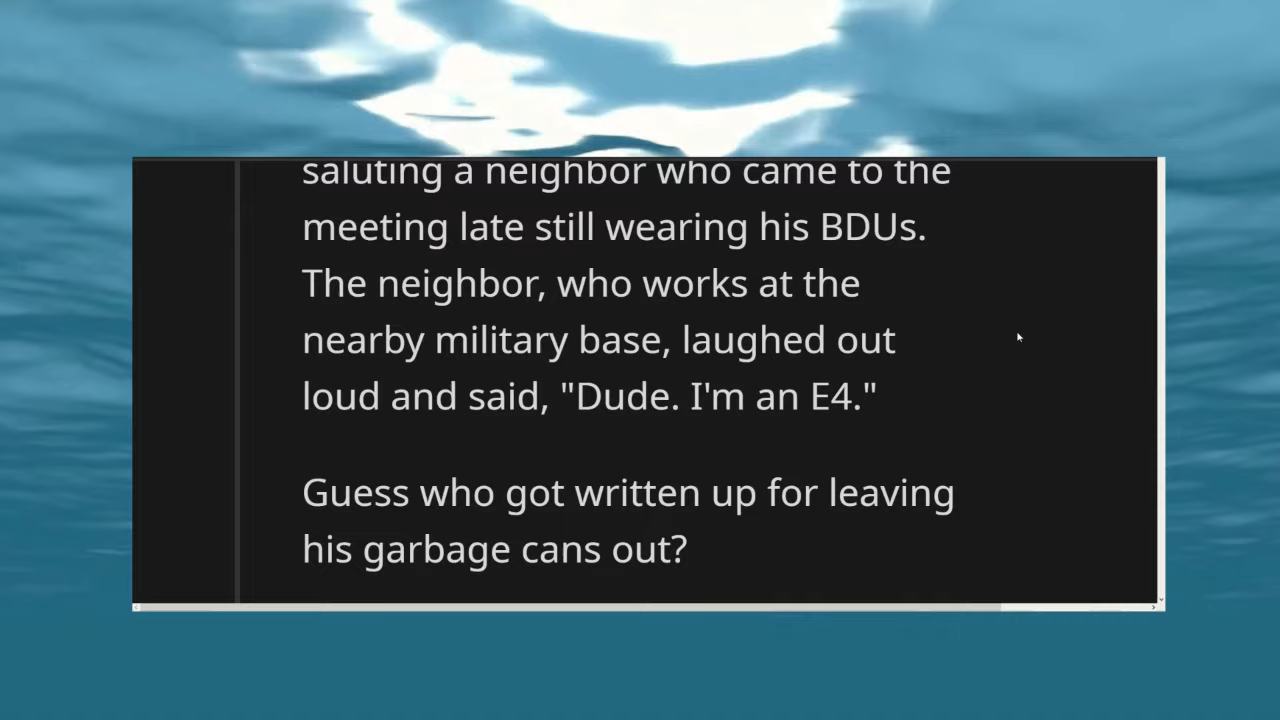 saluting a neighbor who came to the
meeting late still wearing his BDUs.
The neighbor, who works at the
nearby military base, laughed out
loud and said, "Dude. I'm an E4."
Guess who got written up for leaving
his garbage cans out?